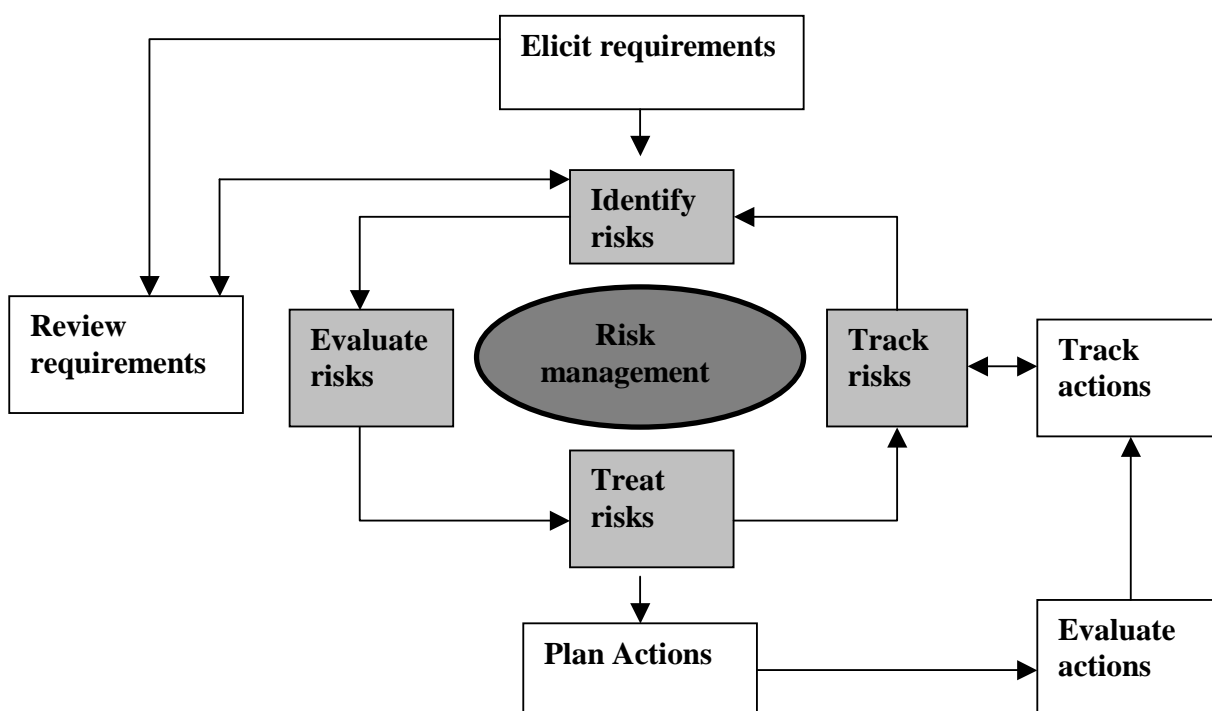 Elicit requirements
Identify
risks
Review
requirements
Evaluate
risks
Risk
management
Track
risks
Track
actions
Treat
risks
Plan Actions
Evaluate
actions